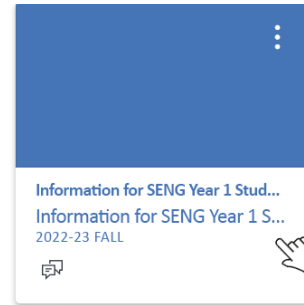 Information for SENG Year 1 Stud...
Information for SENG Year 1 S...
2022-23 FALL